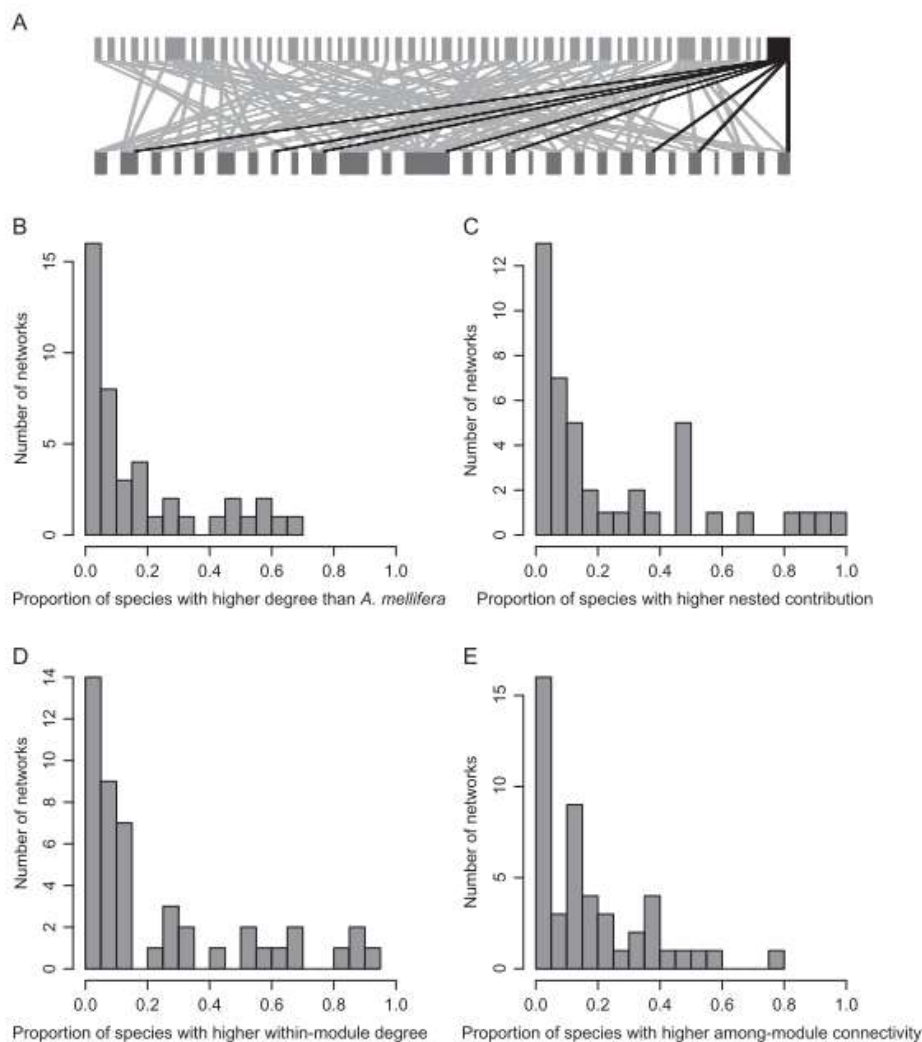 A
B
C
Number of networks
15
10
5
0
0.0 0.2 0.4 0.6 0.8 1.0
Proportion of species with higher degree than A. mellifera
Number of networks
12
10
8
6
4
2
0
0.0 0.2 0.4 0.6 0.8 1.0
Proportion of species with higher nested contribution
D
E
Number of networks
14
12
10
8
6
4
2
0
0.0 0.2 0.4 0.6 0.8 1.0
Proportion of species with higher within-module degree
Number of networks
15
10
5
0
0.0 0.2 0.4 0.6 0.8 1.0
Proportion of species with higher among-module connectivity